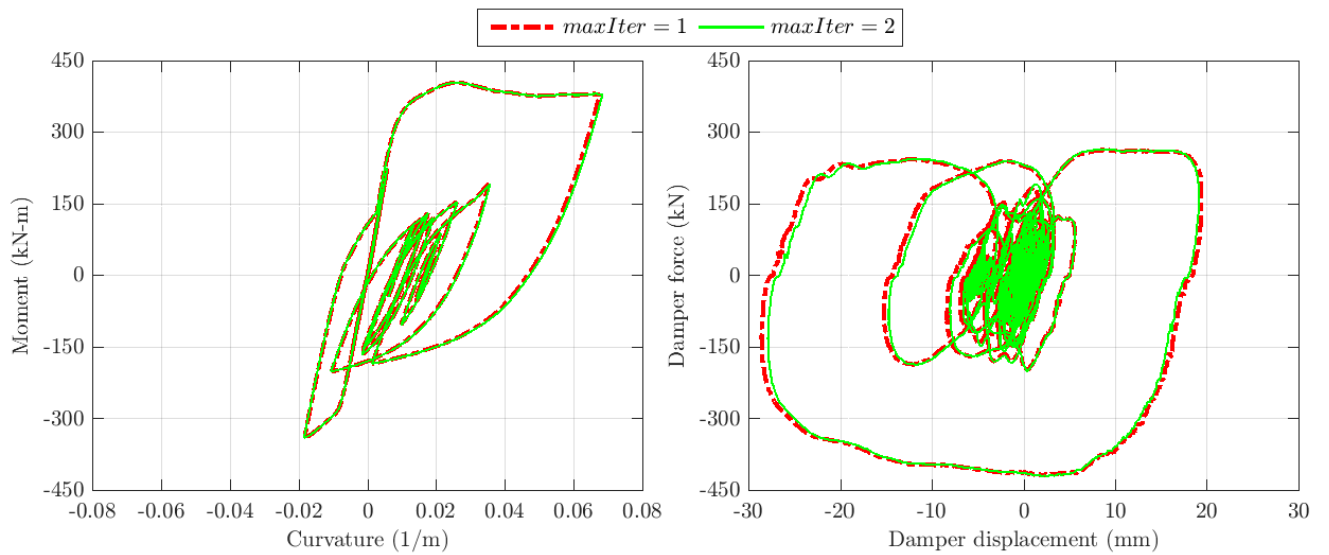 maxIter = 1 maxIter = 2
450
300
150
0
-150
-300
-450
Moment (kN-m)
-0.08 -0.06 -0.04 -0.02 0 0.02 0.04 0.06 0.08
Curvature (1/m)
450
300
150
0
-150
-300
-450
Damper force (kN)
-30 -20 -10 0 10 20 30
Damper displacement (mm)